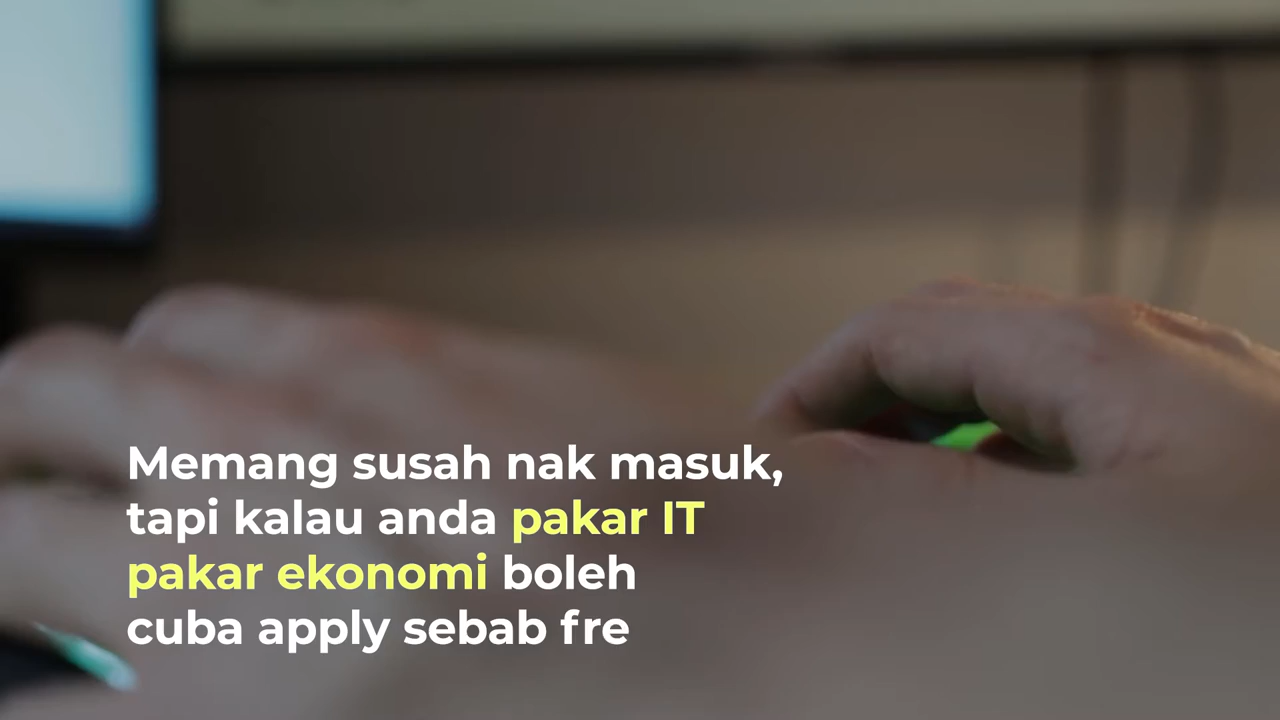 Memang susah nak masuk,
tapi kalau anda pakar IT
pakar ekonomi boleh
cuba apply sebab fre